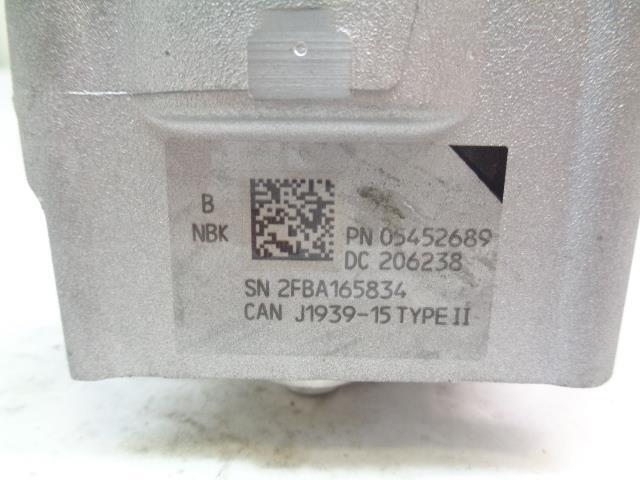 B
NBK
PN 05452689
DC 206238
SN 2FBA165834
CAN J1939-15 TYPE II